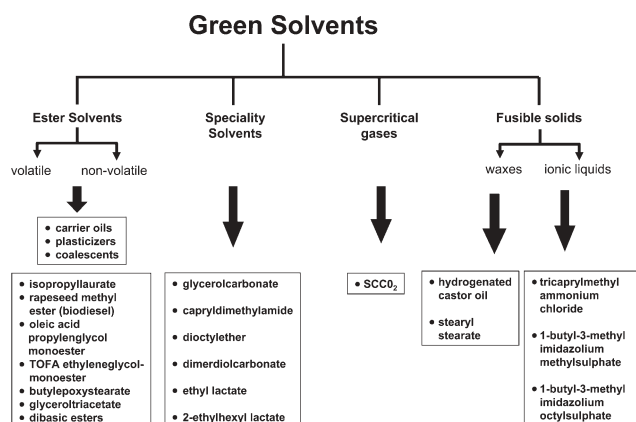 Green Solvents
Ester Solvents
volatile
non-volatile
• carrier oils
• plasticizers
• coalescents
• isopropyllaurate
• rapeseed methyl
ester (biodiesel)
• oleic acid
propylenglycol
monoester
• TOFA ethyleneglycol-
monoester
• butylepoxystearate
• glyceroltriacetate
• dibasic esters
Speciality
Solvents
• glycerolcarbonate
• capryldimethylamide
• dioctylether
• dimerdiolcarbonate
• ethyl lactate
• 2-ethylhexyl lactate
Supercritical
gases
• SCC0₂
Fusible solids
waxes
ionic liquids
• hydrogenated
castor oil
• stearyl
stearate
• tricaprylmethyl
ammonium
chloride
• 1-butyl-3-methyl
imidazolium
methylsulphate
• 1-butyl-3-methyl
imidazolium
octylsulphate